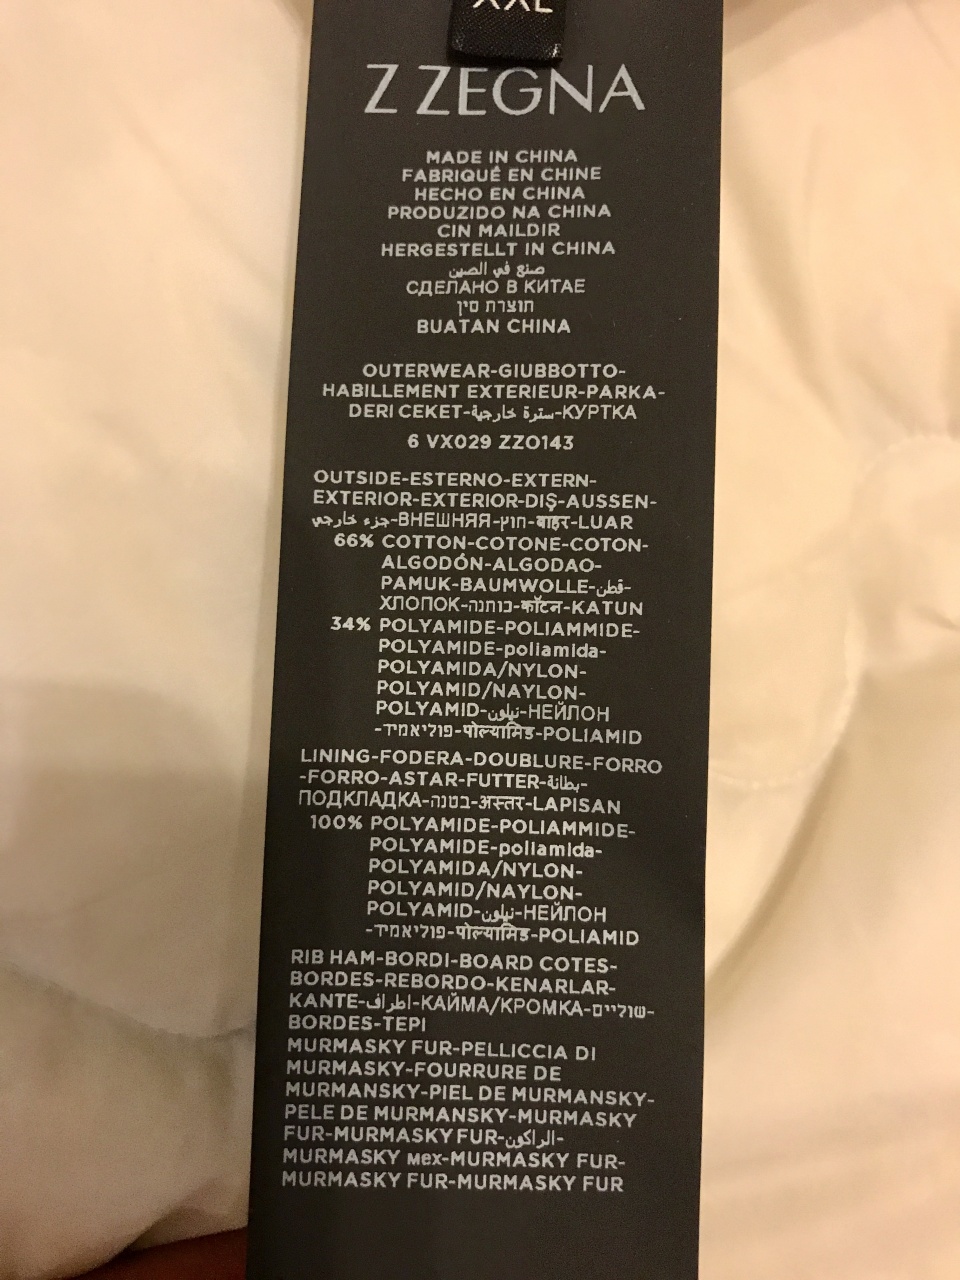 XXL
Z ZEGNA
MADE IN CHINA
FABRIQUÉ EN CHINE
HECHO EN CHINA
PRODUZIDO NA CHINA
CIN MAILDIR
HERGESTELLT IN CHINA
صنع في الصين
СДЕЛАНО В КИТАЕ
תוצרת סין
BUATAN CHINA
OUTERWEAR-GIUBBOTTO-
HABILLEMENT EXTERIEUR-PARKA-
DERI CEKET-سترة خارجية-КУРТКА
6 VX029 ZZO143
OUTSIDE-ESTERNO-EXTERN-
EXTERIOR-EXTERIOR-DIŞ-AUSSEN-
جزء خارجي-ВНЕШНЯЯ-חוץ-बाहर-LUAR
66% COTTON-COTONE-COTON-
ALGODÓN-ALGODAO-
PAMUK-BAUMWOLLE-قطن-
ХЛОПОК-כותנה-कॉटन-KATUN
34% POLYAMIDE-POLIAMMIDE-
POLYAMIDE-poliamida-
POLYAMIDA/NYLON-
POLYAMID/NAYLON-
POLYAMID-نيلون-НЕЙЛОН
-פוליאמיד-पोल्यामिड-POLIAMID
LINING-FODERA-DOUBLURE-FORRO
-FORRO-ASTAR-FUTTER-بطانة-
ПОДКЛАДКА-בטנה-अस्तर-LAPISAN
100% POLYAMIDE-POLIAMMIDE-
POLYAMIDE-poliamida-
POLYAMIDA/NYLON-
POLYAMID/NAYLON-
POLYAMID-نيلون-НЕЙЛОН
-פוליאמיד-पोल्यामिड-POLIAMID
RIB HAM-BORDI-BOARD COTES-
BORDES-REBORDO-KENARLAR-
KANTE-اطراف-КАЙМА/КРОМКА-שוליים-
BORDES-TEPI
MURMASKY FUR-PELLICCIA DI
MURMASKY-FOURRURE DE
MURMANSKY-PIEL DE MURMANSKY-
PELE DE MURMANSKY-MURMASKY
FUR-MURMASKY FUR-الراكون-
MURMASKY мех-MURMASKY FUR-
MURMASKY FUR-MURMASKY FUR